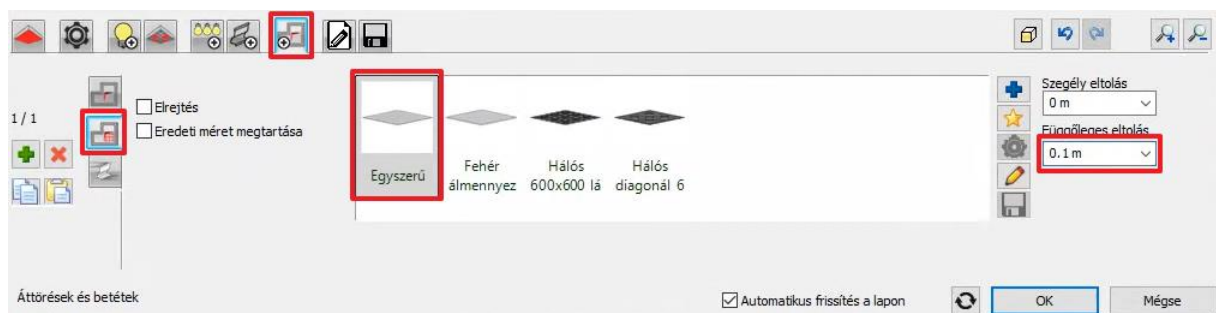 Elrejtés
Eredeti méret megtartása
1 / 1
Egyszerű
Fehér
álmennyez
Hálós
600x600 lá
Hálós
diagonál 6
Szegély eltolás
0 m
Függőleges eltolás
0.1 m
Áttörések és betétek
Automatikus frissítés a lapon
OK
Mégse